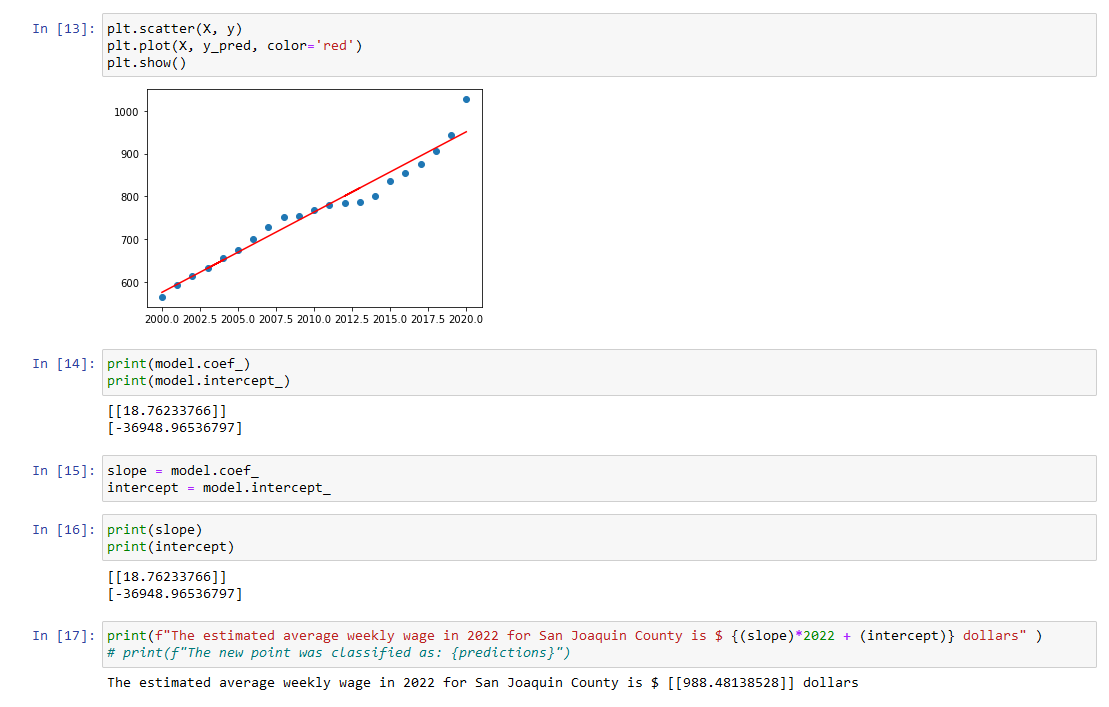 In [13]: plt.scatter(X, y)
plt.plot(X, y_pred, color='red')
plt.show()
1000
900
800
700
600
2000.0 2002.5 2005.0 2007.5 2010.0 2012.5 2015.0 2017.5 2020.0
In [14]: print(model.coef_)
print(model.intercept_)
[[18.76233766]]
[-36948.96536797]
In [15]: slope = model.coef_
intercept = model.intercept_
In [16]: print(slope)
print(intercept)
[[18.76233766]]
[-36948.96536797]
In [17]: print(f"The estimated average weekly wage in 2022 for San Joaquin County is $ {(slope)*2022 + (intercept)} dollars" )
# print(f"The new point was classified as: {predictions}")
The estimated average weekly wage in 2022 for San Joaquin County is $ [[988.48138528]] dollars